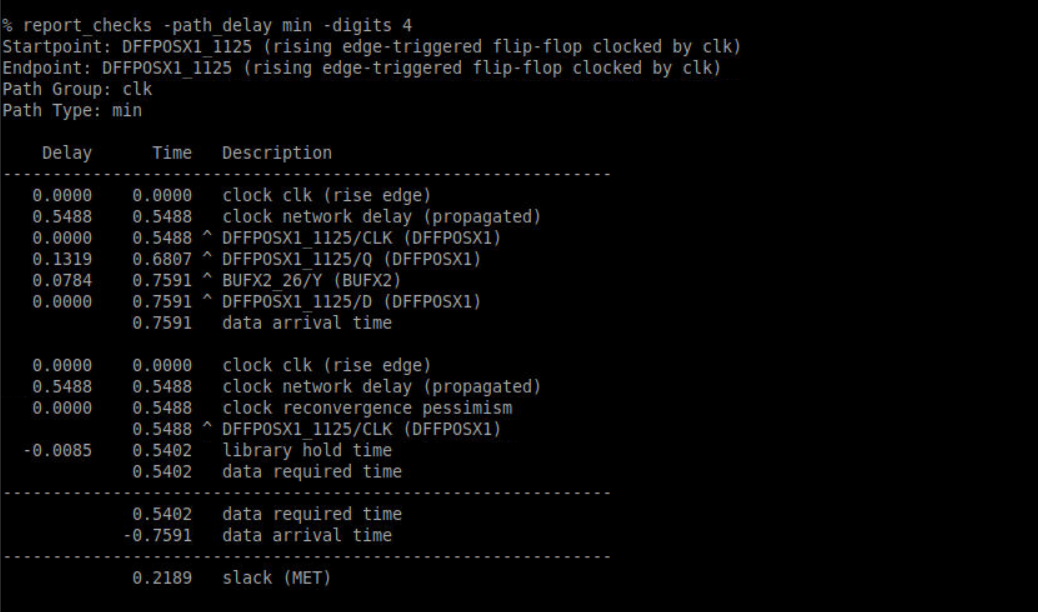 % report_checks -path_delay min -digits 4
Startpoint: DFFPOSX1_1125 (rising edge-triggered flip-flop clocked by clk)
Endpoint: DFFPOSX1_1125 (rising edge-triggered flip-flop clocked by clk)
Path Group: clk
Path Type: min
    Delay      Time   Description
-------------------------------------------------------------
   0.0000    0.0000   clock clk (rise edge)
   0.5488    0.5488   clock network delay (propagated)
   0.0000    0.5488 ^ DFFPOSX1_1125/CLK (DFFPOSX1)
   0.1319    0.6807 ^ DFFPOSX1_1125/Q (DFFPOSX1)
   0.0784    0.7591 ^ BUFX2_26/Y (BUFX2)
   0.0000    0.7591 ^ DFFPOSX1_1125/D (DFFPOSX1)
             0.7591   data arrival time
   0.0000    0.0000   clock clk (rise edge)
   0.5488    0.5488   clock network delay (propagated)
   0.0000    0.5488   clock reconvergence pessimism
             0.5488 ^ DFFPOSX1_1125/CLK (DFFPOSX1)
  -0.0085    0.5402   library hold time
             0.5402   data required time
-------------------------------------------------------------
             0.5402   data required time
            -0.7591   data arrival time
-------------------------------------------------------------
             0.2189   slack (MET)